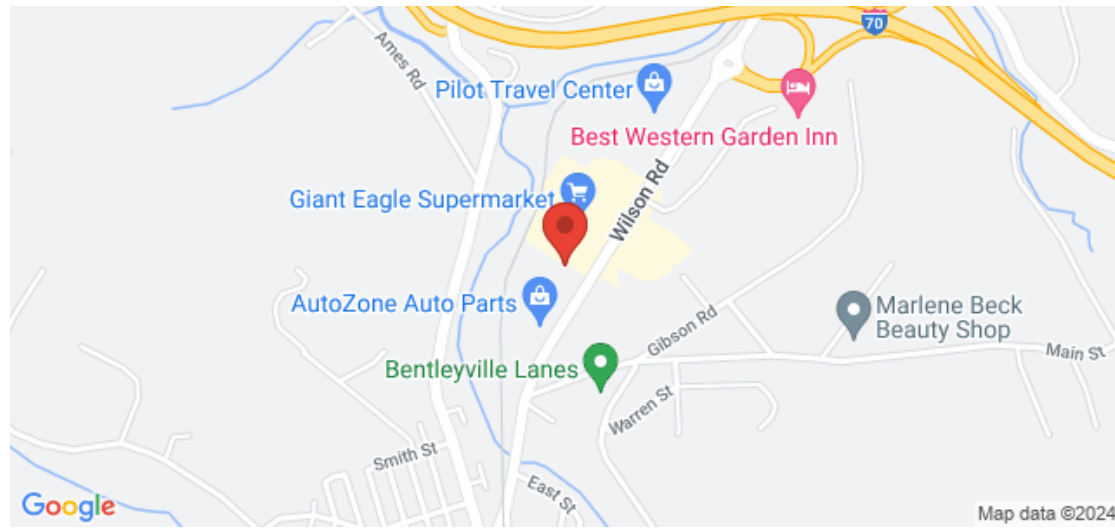 70
Ames Rd
Pilot Travel Center
Best Western Garden Inn
Giant Eagle Supermarket
Wilson Rd
AutoZone Auto Parts
Marlene Beck
Beauty Shop
Gibson Rd
Main St
Bentleyville Lanes
Warren St
Smith St
East St
Google
Map data ©2024